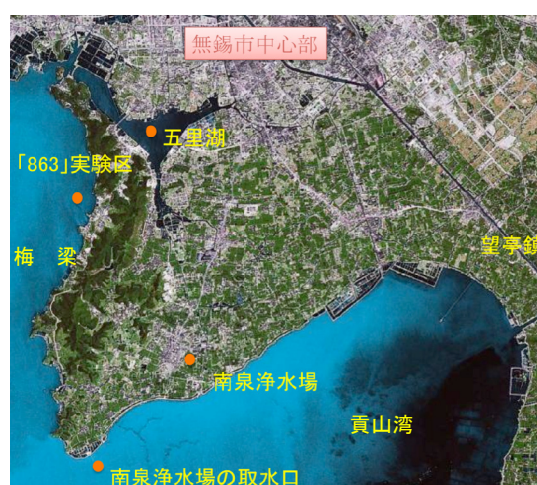 無錫市中心部
五里湖
「863」実験区
梅 梁
望亭鎮
南泉浄水場
貢山湾
南泉浄水場の取水口